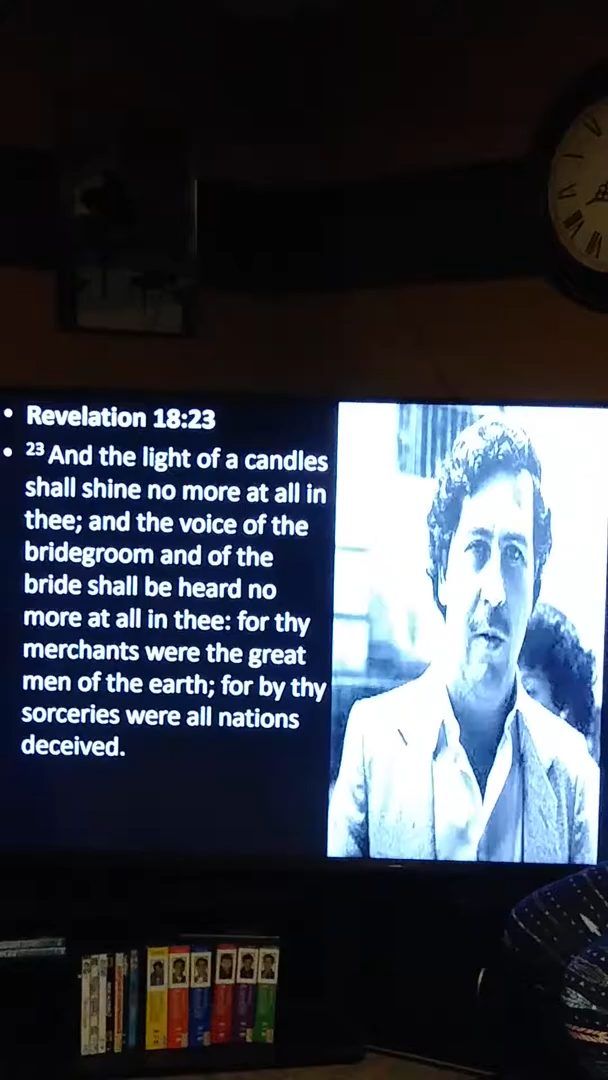 • Revelation 18:23
• 23 And the light of a candles
shall shine no more at all in
thee; and the voice of the
bridegroom and of the
bride shall be heard no
more at all in thee: for thy
merchants were the great
men of the earth; for by thy
sorceries were all nations
deceived.